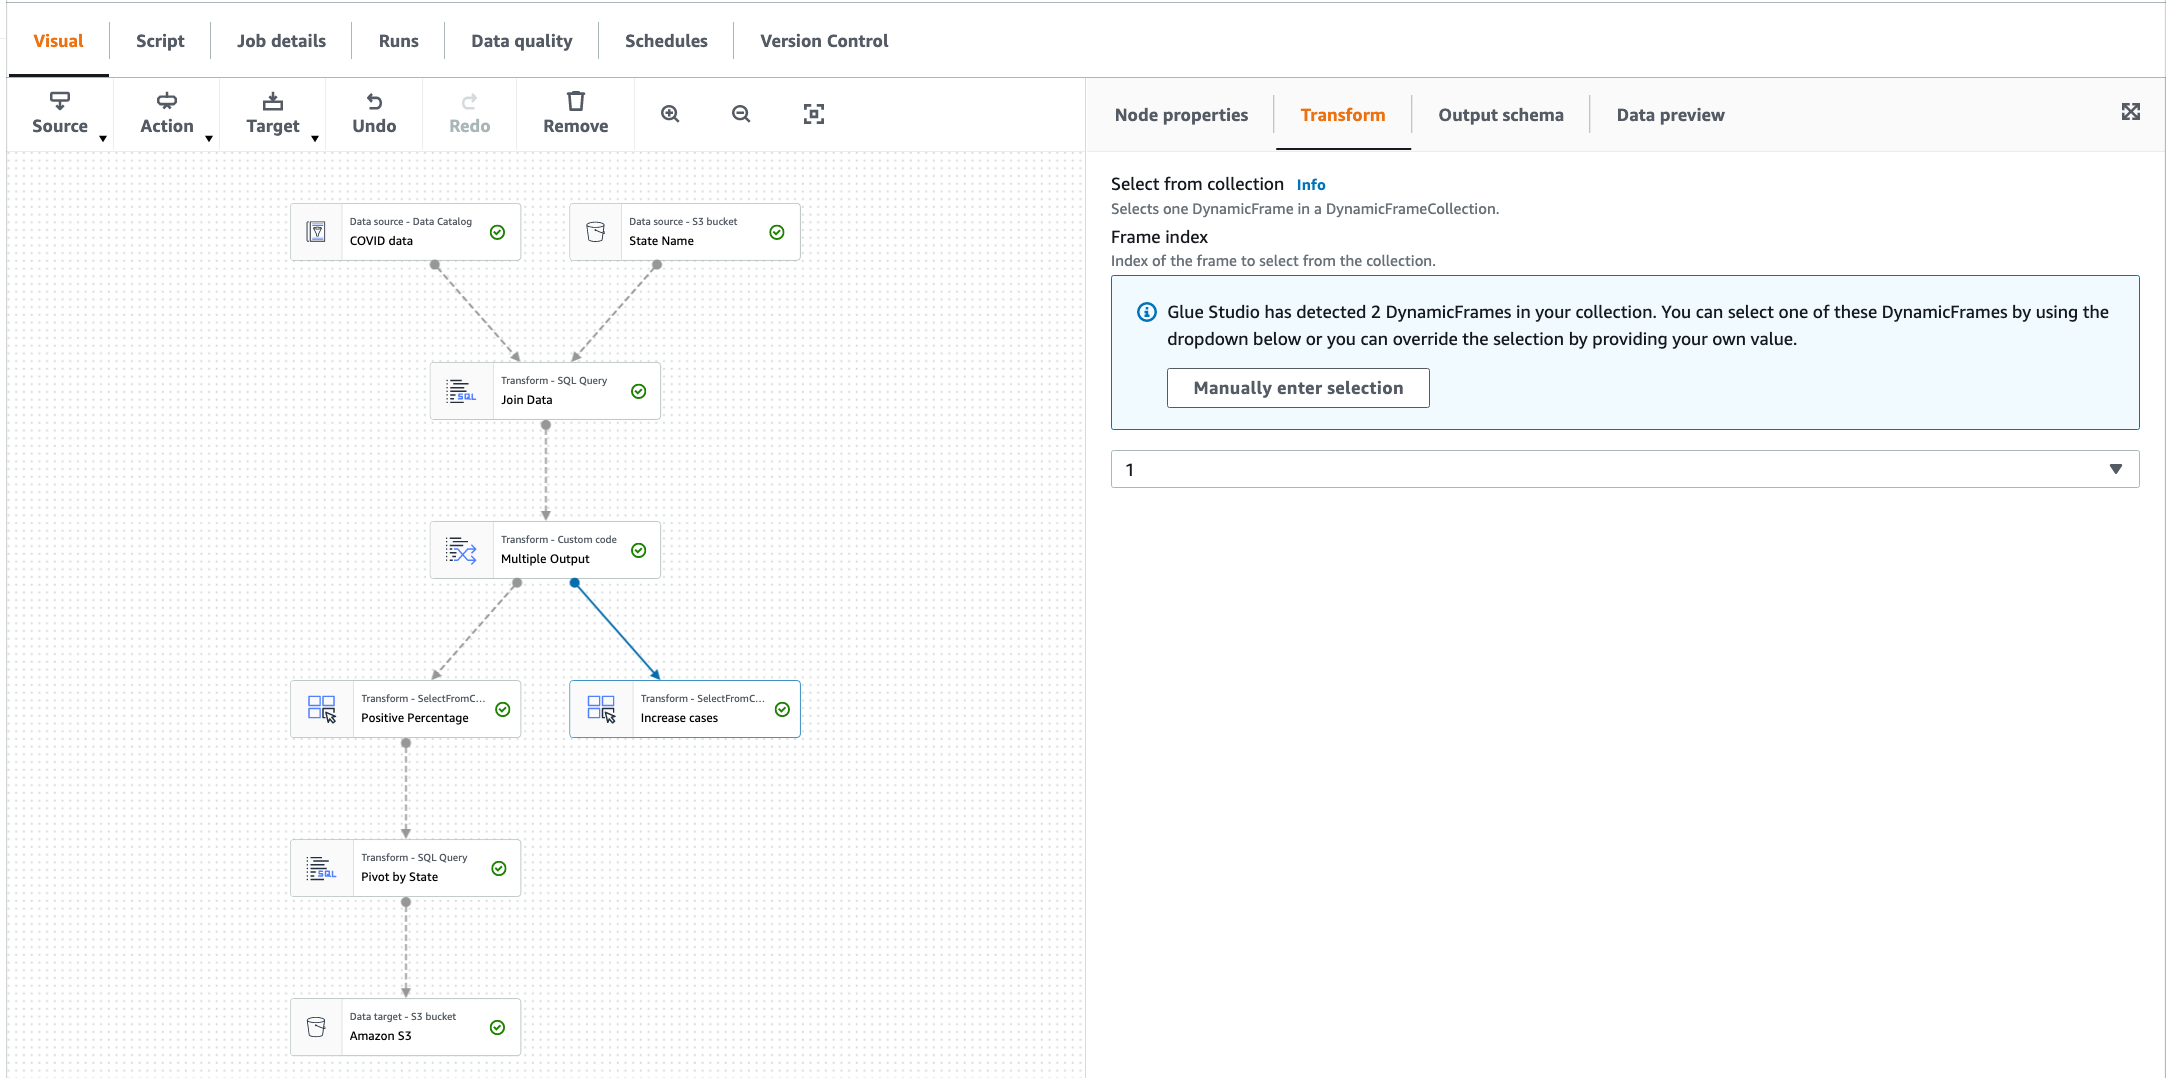 Visual
Script
Job details
Runs
Data quality
Schedules
Version Control
Source
Action
Target
Undo
Redo
Remove
Node properties
Transform
Output schema
Data preview
Data source - Data Catalog
COVID data
Data source - S3 bucket
State Name
Transform - SQL Query
Join Data
SQL
Transform - Custom code
Multiple Output
Transform - SelectFromC...
Positive Percentage
Transform - SelectFromC...
Increase cases
Transform - SQL Query
Pivot by State
SQL
Data target - S3 bucket
Amazon S3
Select from collection Info
Selects one DynamicFrame in a DynamicFrameCollection.
Frame index
Index of the frame to select from the collection.
Glue Studio has detected 2 DynamicFrames in your collection. You can select one of these DynamicFrames by using the
dropdown below or you can override the selection by providing your own value.
Manually enter selection
1